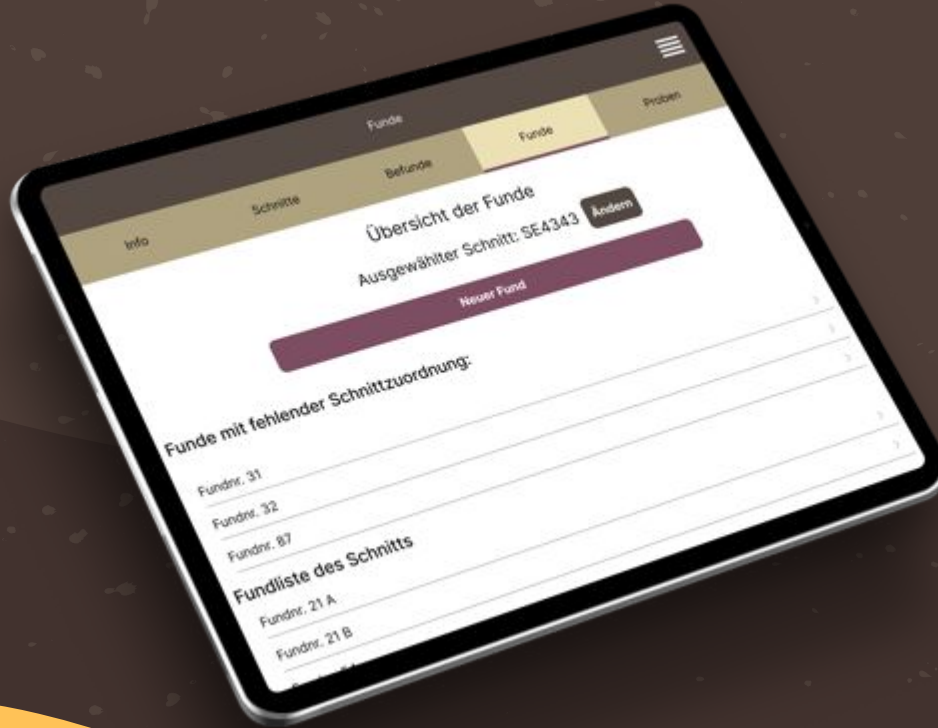 Funde
Info Schnitte Befunde Funde Proben
Übersicht der Funde
Ausgewählter Schnitt: SE4343 Ändern
Neuer Fund
Funde mit fehlender Schnittzuordnung:
Fundnr. 31
Fundnr. 32
Fundnr. 87
Fundliste des Schnitts
Fundnr. 21 A
Fundnr. 21 B